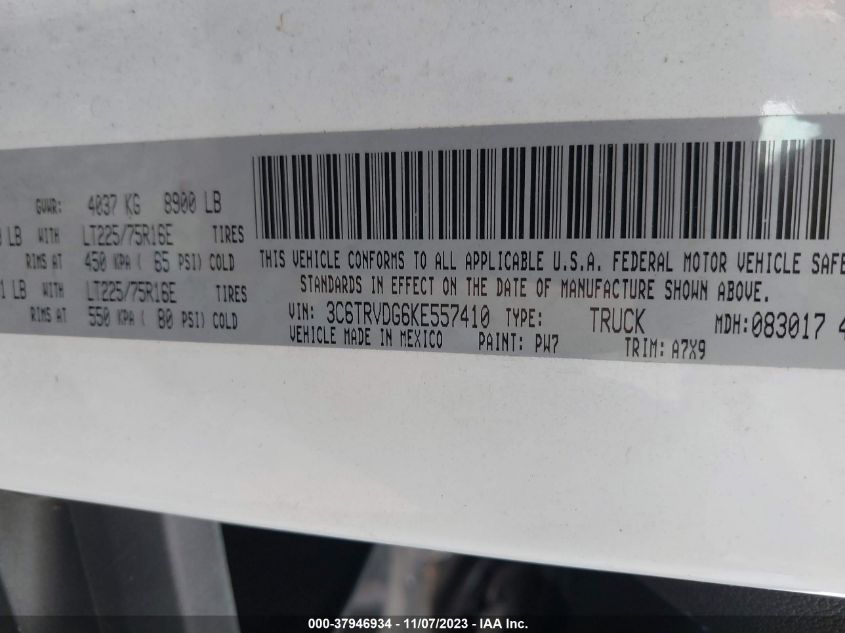 GVWR: 4037 KG 8900 LB
LB WITH LT225/75R16E TIRES
RIMS AT 450 KPA ( 65 PSI) COLD
LB WITH LT225/75R16E TIRES
RIMS AT 550 KPA ( 80 PSI) COLD
THIS VEHICLE CONFORMS TO ALL APPLICABLE U.S.A. FEDERAL MOTOR VEHICLE SAFE
STANDARDS IN EFFECT ON THE DATE OF MANUFACTURE SHOWN ABOVE.
VIN: 3C6TRVDG6KE557410 TYPE: TRUCK MDH:083017 4
VEHICLE MADE IN MEXICO PAINT: PW7 TRIM: A7X9
000-37946934 - 11/07/2023 - IAA Inc.